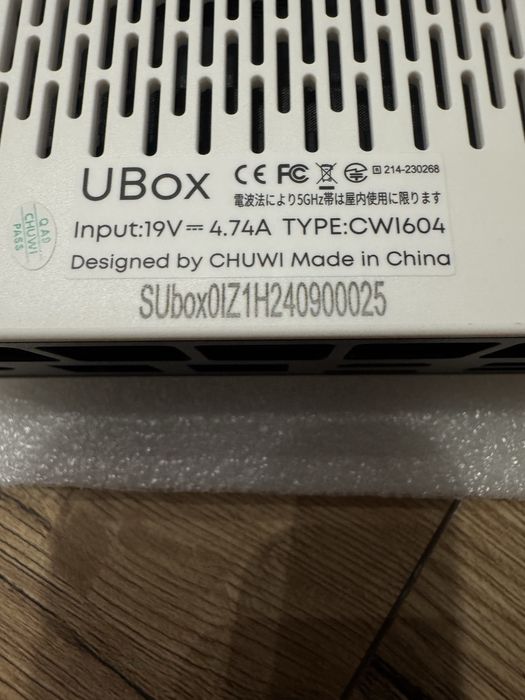 UBox CE FC 214-230268
電波法により5GHz帯は屋内使用に限ります
Input:19V⎓4.74A TYPE:CWI604
Designed by CHUWI Made in China
SUbox0IZ1H240900025
QA9
CHUWI
PASS